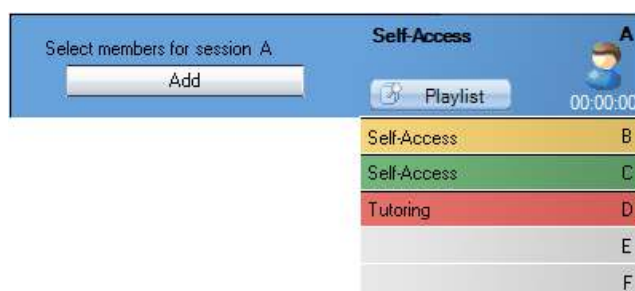 Select members for session A
Add
Self-Access A
Playlist 00:00:00
Self-Access B
Self-Access C
Tutoring D
E
F